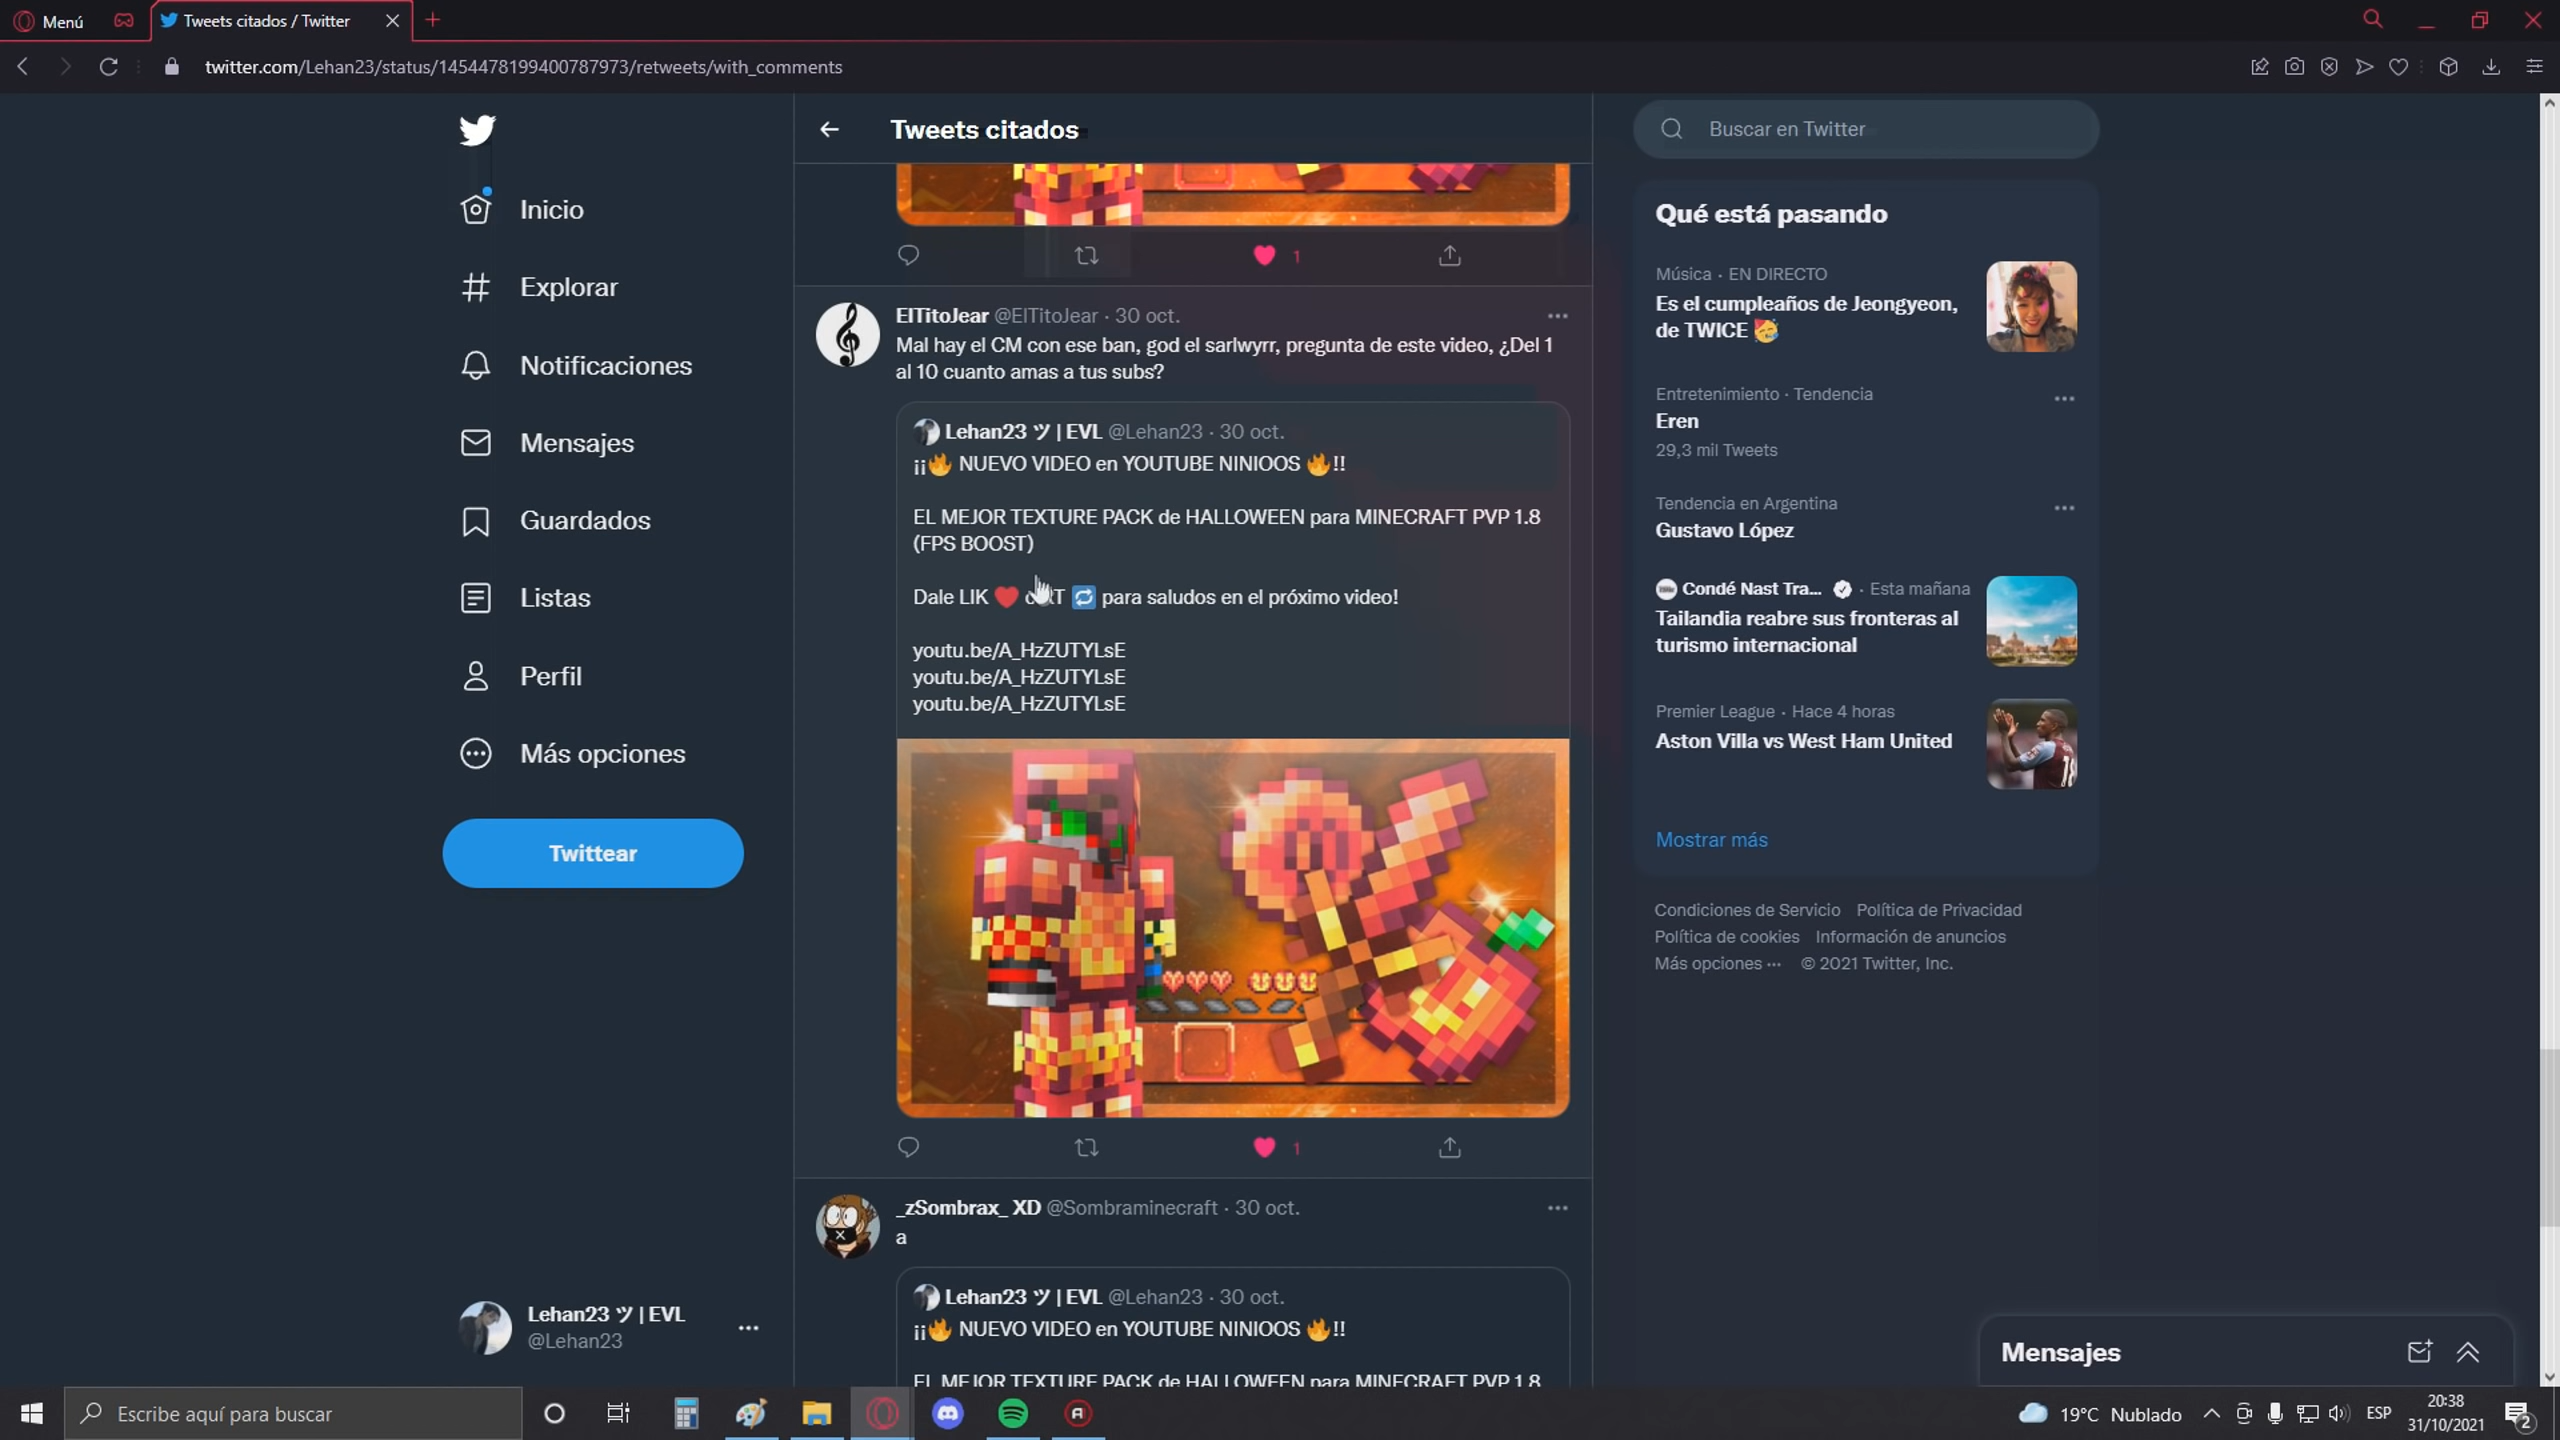 Menú
Tweets citados / Twitter
twitter.com/Lehan23/status/1454478199400787973/retweets/with_comments
Inicio
Explorar
Notificaciones
Mensajes
Guardados
Listas
Perfil
Más opciones
Twittear
Lehan23 ツ | EVL
@Lehan23
Tweets citados
1
ElTitoJear @ElTitoJear · 30 oct.
Mal hay el CM con ese ban, god el sarlwyrr, pregunta de este video, ¿Del 1
al 10 cuanto amas a tus subs?
Lehan23 ツ | EVL @Lehan23 · 30 oct.
¡¡🔥 NUEVO VIDEO en YOUTUBE NINIOOS 🔥!!
EL MEJOR TEXTURE PACK de HALLOWEEN para MINECRAFT PVP 1.8
(FPS BOOST)
Dale LIK ❤️ o RT 🔁 para saludos en el próximo video!
youtu.be/A_HzZUTYLsE
youtu.be/A_HzZUTYLsE
youtu.be/A_HzZUTYLsE
1
_zSombrax_ XD @Sombraminecraft · 30 oct.
a
Lehan23 ツ | EVL @Lehan23 · 30 oct.
¡¡🔥 NUEVO VIDEO en YOUTUBE NINIOOS 🔥!!
EL MEJOR TEXTURE PACK de HALLOWEEN para MINECRAFT PVP 1.8
Buscar en Twitter
Qué está pasando
Música · EN DIRECTO
Es el cumpleaños de Jeongyeon,
de TWICE 🥳
Entretenimiento · Tendencia
Eren
29,3 mil Tweets
Tendencia en Argentina
Gustavo López
Condé Nast Tra... · Esta mañana
Tailandia reabre sus fronteras al
turismo internacional
Premier League · Hace 4 horas
Aston Villa vs West Ham United
Mostrar más
Condiciones de Servicio Política de Privacidad
Política de cookies Información de anuncios
Más opciones ··· © 2021 Twitter, Inc.
Mensajes
Escribe aquí para buscar
19°C Nublado
ESP
20:38
31/10/2021
2